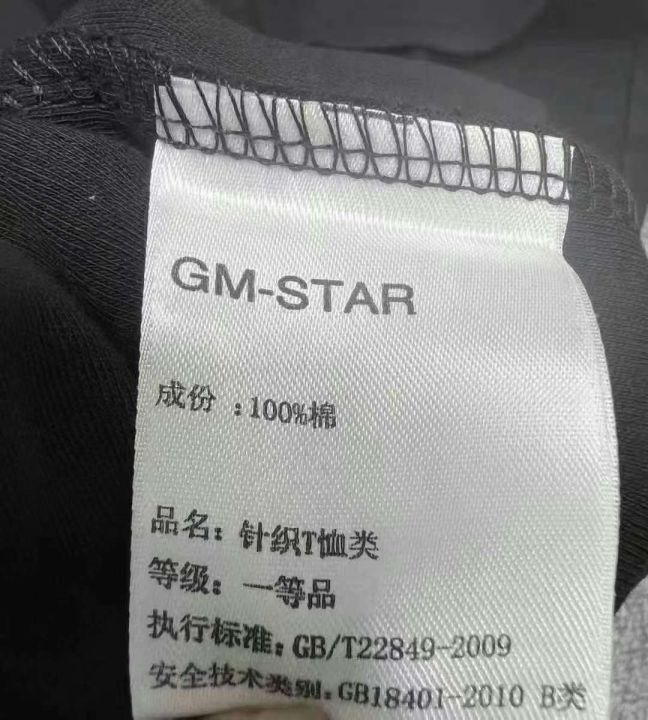 GM-STAR
成份 :100%棉
品名: 针织T恤类
等级: 一等品
执行标准: GB/T22849-2009
安全技术类别: GB18401-2010 B类